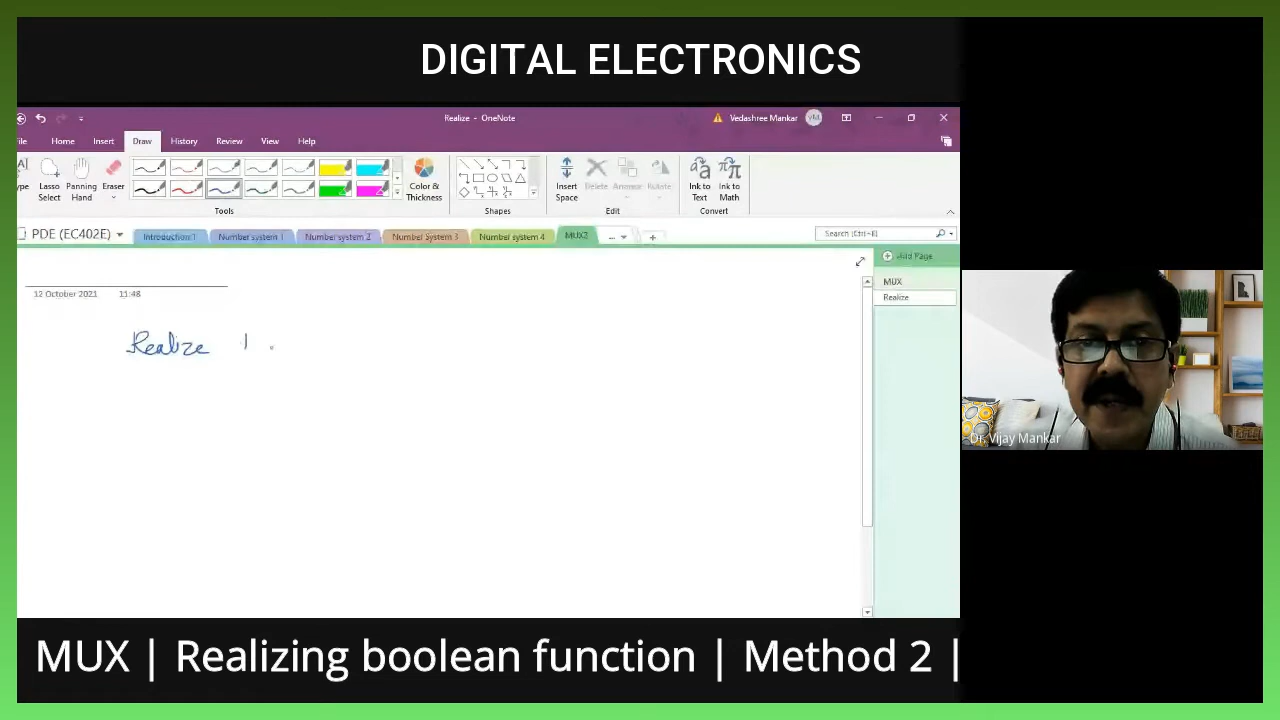 DIGITAL ELECTRONICS
Realize - OneNote
Vedashree Mankar
VM
File Home Insert Draw History Review View Help
Lasso Select
Panning Hand
Eraser
Color & Thickness
Insert Space
Delete
Arrange
Rotate
Ink to Text
Ink to Math
Tools
Shapes
Edit
Convert
PDE (EC402E)
Introduction 1
Number system 1
Number system 2
Number System 3
Number system 4
MUX2
...
Search (Ctrl+E)
Add Page
MUX
Realize
12 October 2021 11:48
Realize
Dr. Vijay Mankar
MUX | Realizing boolean function | Method 2 |